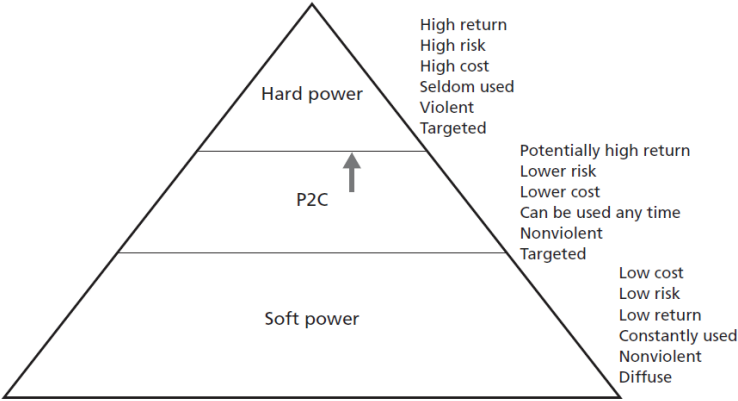 High return
High risk
High cost
Seldom used
Violent
Targeted
Hard power
Potentially high return
Lower risk
Lower cost
Can be used any time
Nonviolent
Targeted
P2C
Low cost
Low risk
Low return
Constantly used
Nonviolent
Diffuse
Soft power